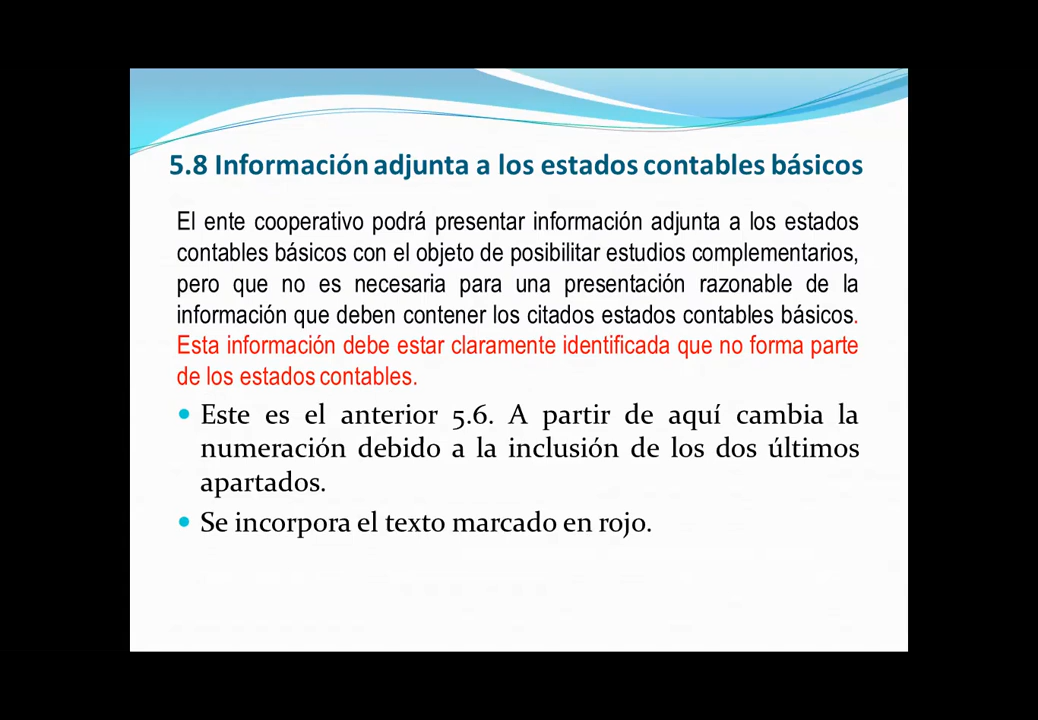 5.8 Información adjunta a los estados contables básicos
El ente cooperativo podrá presentar información adjunta a los estados
contables básicos con el objeto de posibilitar estudios complementarios,
pero que no es necesaria para una presentación razonable de la
información que deben contener los citados estados contables básicos.
Esta información debe estar claramente identificada que no forma parte
de los estados contables.
• Este es el anterior 5.6. A partir de aquí cambia la
numeración debido a la inclusión de los dos últimos
apartados.
• Se incorpora el texto marcado en rojo.